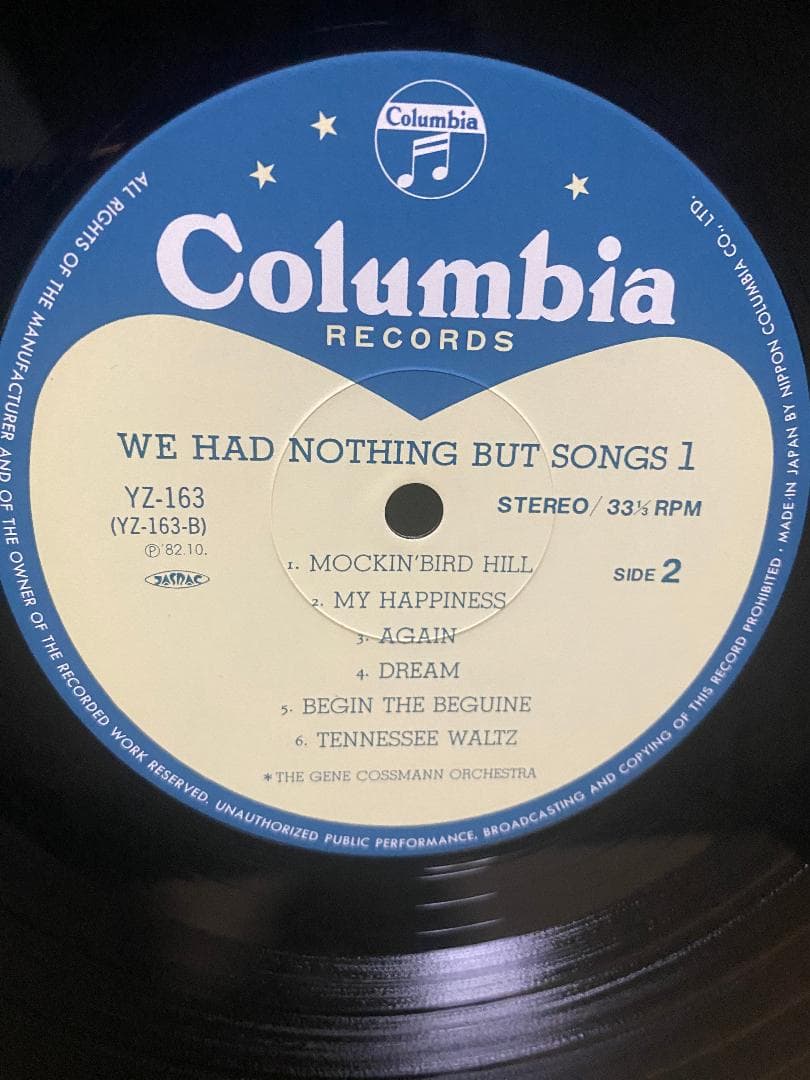 Columbia
Columbia
RECORDS
WE HAD NOTHING BUT SONGS 1
YZ-163
(YZ-163-B)
Ⓟ'82.10.
JASRAC
STEREO/ 33⅓ RPM
SIDE 2
1. MOCKIN'BIRD HILL
2. MY HAPPINESS
3. AGAIN
4. DREAM
5. BEGIN THE BEGUINE
6. TENNESSEE WALTZ
* THE GENE COSSMANN ORCHESTRA
ALL RIGHTS OF THE MANUFACTURER AND OF THE OWNER OF THE RECORDED WORK RESERVED. UNAUTHORIZED PUBLIC PERFORMANCE, BROADCASTING AND COPYING OF THIS RECORD PROHIBITED • MADE IN JAPAN BY NIPPON COLUMBIA CO., LTD.